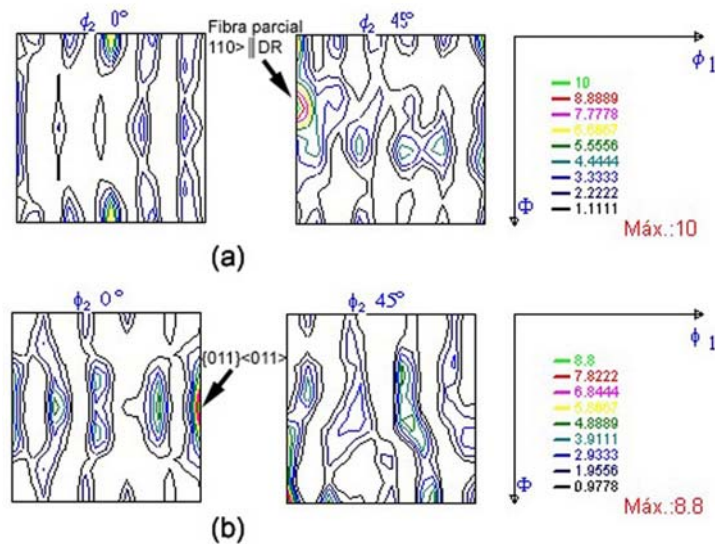 ϕ₂ 0°
Fibra parcial
110> ∥ DR
ϕ₂ 45°
ϕ₁
Φ
10
8.8889
7.7778
6.6667
5.5556
4.4444
3.3333
2.2222
1.1111
Máx.:10
(a)
ϕ₂ 0°
{011}<011>
ϕ₂ 45°
ϕ₁
Φ
8.8
7.8222
6.8444
5.8667
4.8889
3.9111
2.9333
1.9556
0.9778
Máx.:8.8
(b)